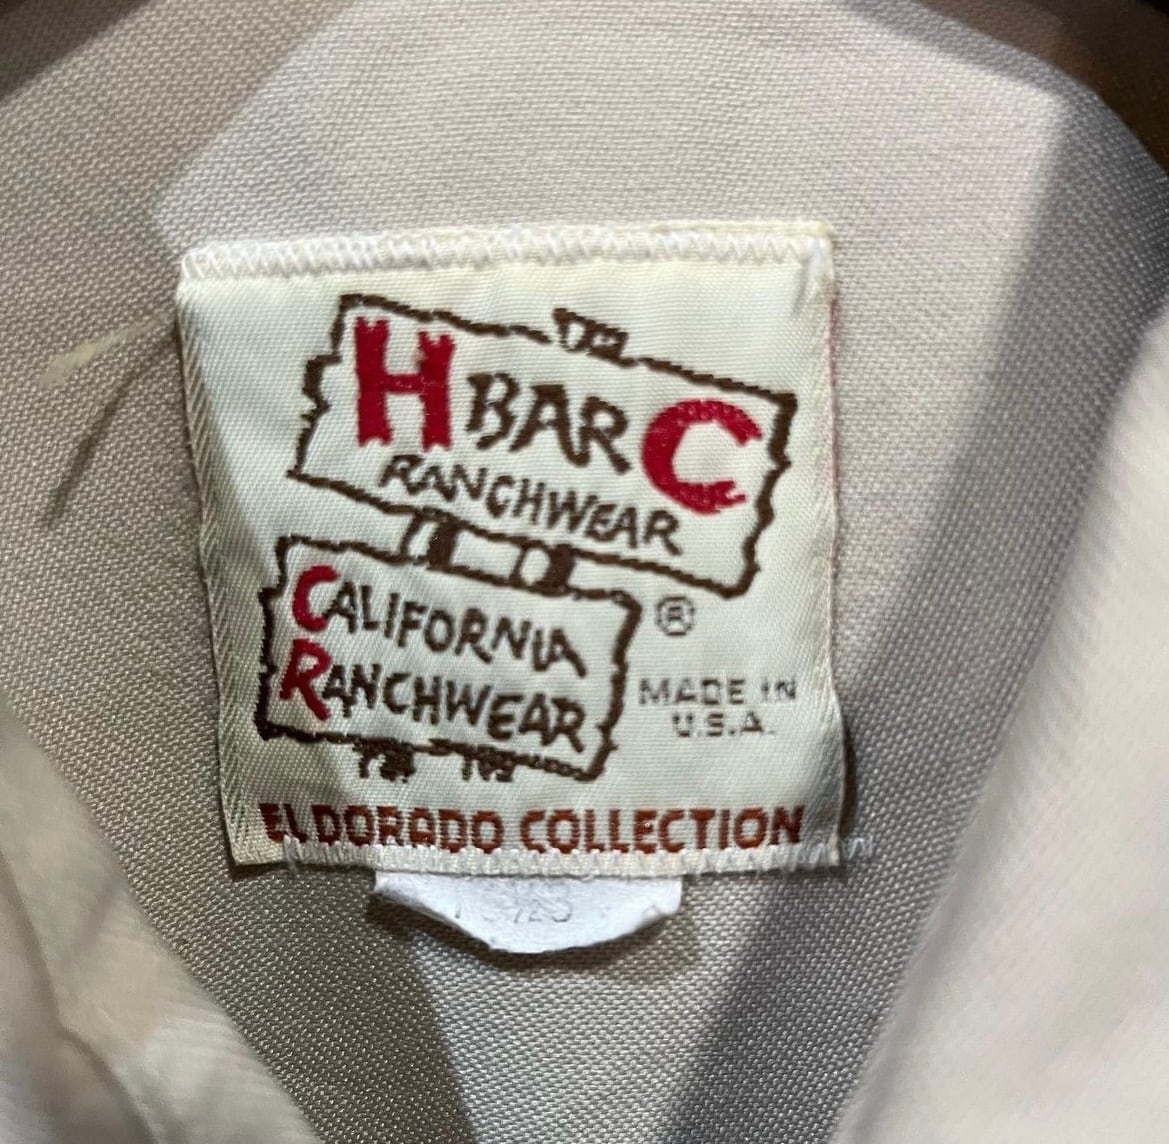 H BAR C
RANCHWEAR
CALIFORNIA
RANCHWEAR
®
MADE IN
U.S.A.
EL DORADO COLLECTION